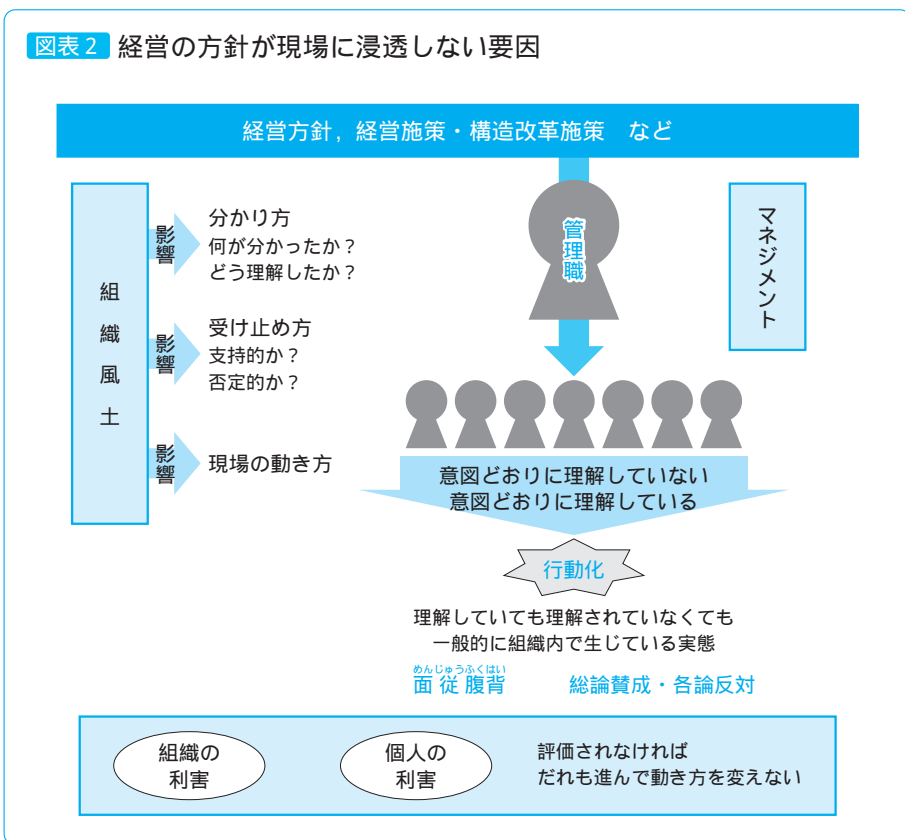 図表2 経営の方針が現場に浸透しない要因
経営方針，経営施策・構造改革施策　など
組織風土
影響
分かり方
何が分かったか？
どう理解したか？
影響
受け止め方
支持的か？
否定的か？
影響
現場の動き方
管理職
マネジメント
意図どおりに理解していない
意図どおりに理解している
行動化
理解していても理解されていなくても
一般的に組織内で生じている実態
めんじゅうふくはい
面従腹背
総論賛成・各論反対
組織の
利害
個人の
利害
評価されなければ
だれも進んで動き方を変えない